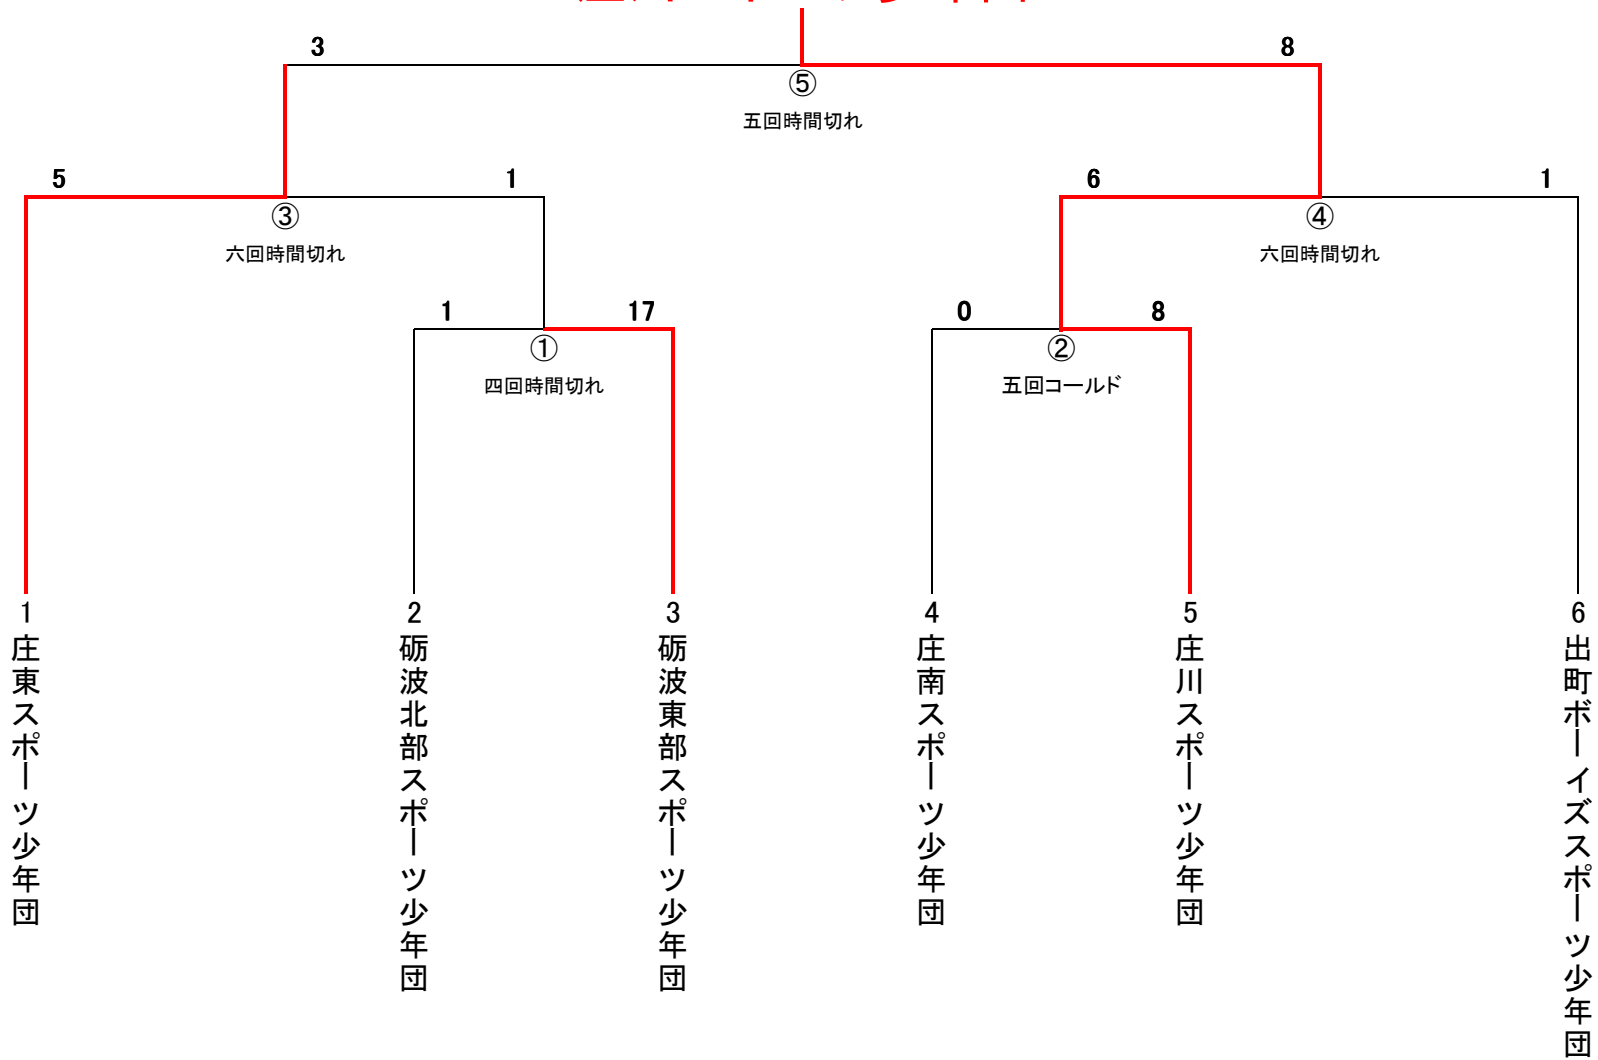 3
8
⑤
五回時間切れ
5
1
6
1
③
④
六回時間切れ
六回時間切れ
1
17
0
8
①
②
四回時間切れ
五回コールド
1
2
3
4
5
6
庄東スポーツ少年団
砺波北部スポーツ少年団
砺波東部スポーツ少年団
庄南スポーツ少年団
庄川スポーツ少年団
出町ボーイズスポーツ少年団